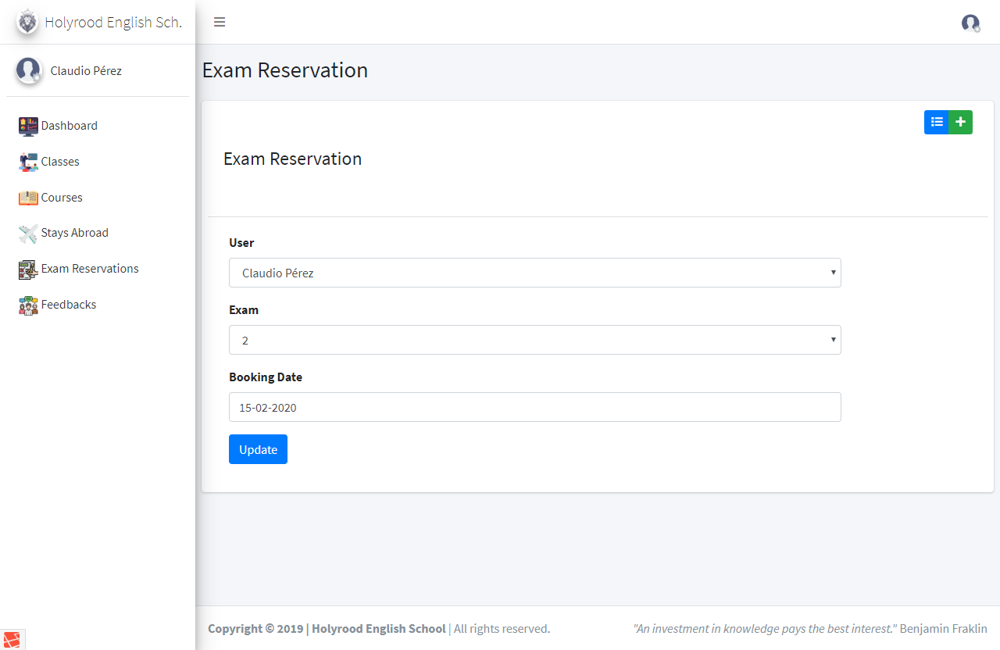 Holyrood English Sch.
Claudio Pérez
Dashboard
Classes
Courses
Stays Abroad
Exam Reservations
Feedbacks
Exam Reservation
Exam Reservation
User
Claudio Pérez
Exam
2
Booking Date
15-02-2020
Update
Copyright © 2019 | Holyrood English School | All rights reserved.
"An investment in knowledge pays the best interest." Benjamin Fraklin